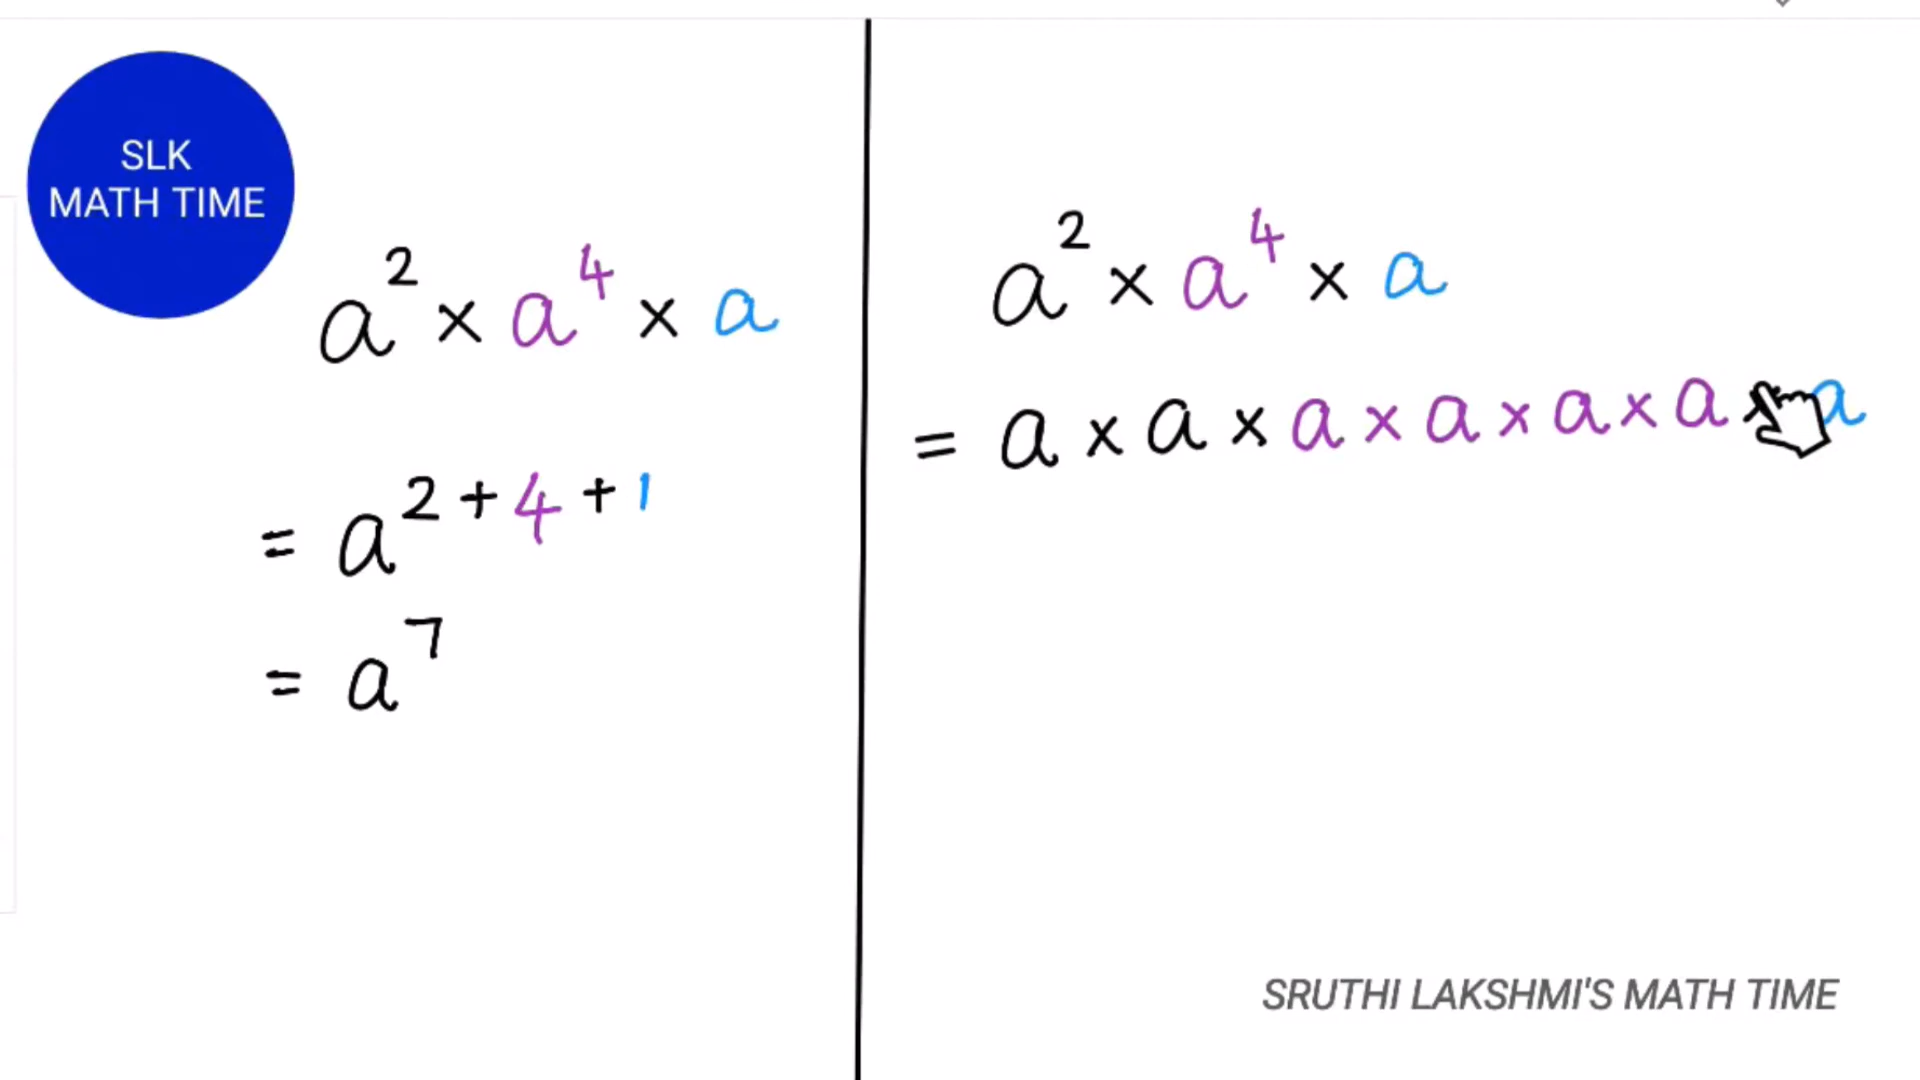 SLK
MATH TIME
a² × a⁴ × a
= a²⁺⁴⁺¹
= a⁷
a² × a⁴ × a
= a × a × a × a × a × a × a
SRUTHI LAKSHMI'S MATH TIME